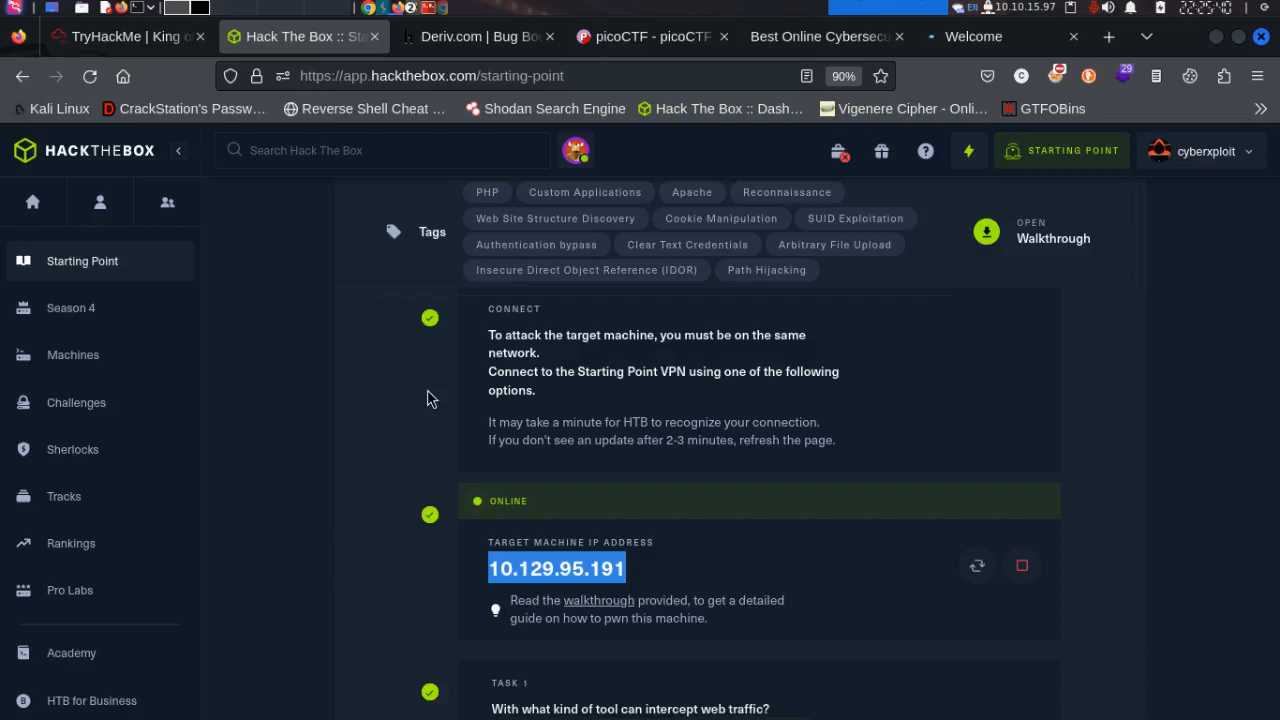 EN
10.10.15.97
TryHackMe | King o
Hack The Box :: Sta
Deriv.com | Bug Bou
picoCTF - picoCTF
Best Online Cybersecu
Welcome
https://app.hackthebox.com/starting-point
90%
29
Kali Linux
CrackStation's Passw…
Reverse Shell Cheat …
Shodan Search Engine
Hack The Box :: Dash…
Vigenere Cipher - Onli…
GTFOBins
HACKTHEBOX
Search Hack The Box
STARTING POINT
cyberxploit
Starting Point
Season 4
Machines
Challenges
Sherlocks
Tracks
Rankings
Pro Labs
Academy
HTB for Business
Tags
PHP
Custom Applications
Apache
Reconnaissance
Web Site Structure Discovery
Cookie Manipulation
SUID Exploitation
Authentication bypass
Clear Text Credentials
Arbitrary File Upload
Insecure Direct Object Reference (IDOR)
Path Hijacking
OPEN
Walkthrough
CONNECT
To attack the target machine, you must be on the same
network.
Connect to the Starting Point VPN using one of the following
options.
It may take a minute for HTB to recognize your connection.
If you don't see an update after 2-3 minutes, refresh the page.
ONLINE
TARGET MACHINE IP ADDRESS
10.129.95.191
Read the walkthrough provided, to get a detailed
guide on how to pwn this machine.
TASK 1
With what kind of tool can intercept web traffic?